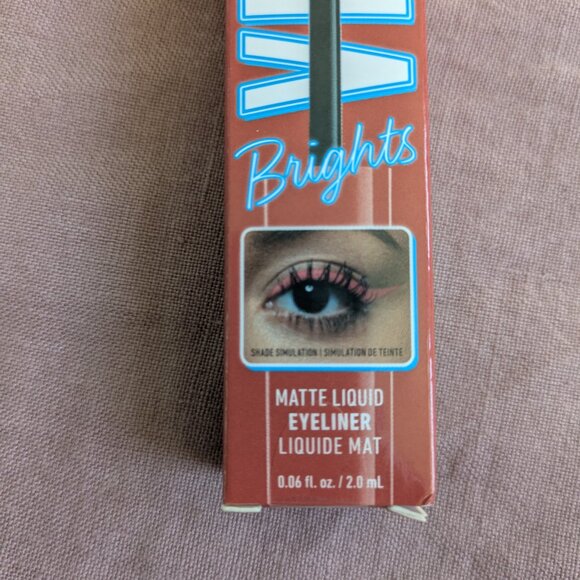 Brights
SHADE SIMULATION | SIMULATION DE TEINTE
MATTE LIQUID
EYELINER
LIQUIDE MAT
0.06 fl. oz. / 2.0 mL